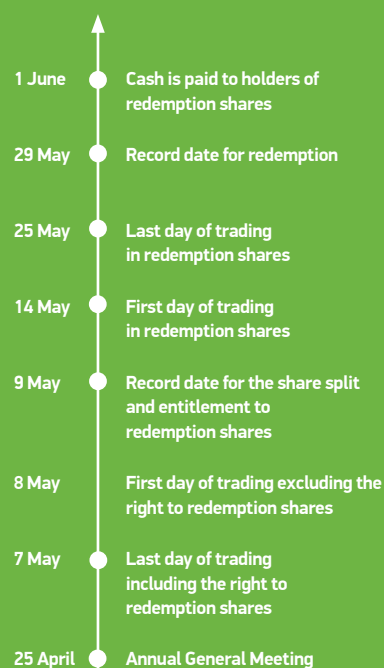 1 June Cash is paid to holders of
redemption shares
29 May Record date for redemption
25 May Last day of trading
in redemption shares
14 May First day of trading
in redemption shares
9 May Record date for the share split
and entitlement to
redemption shares
8 May First day of trading excluding the
right to redemption shares
7 May Last day of trading
including the right to
redemption shares
25 April Annual General Meeting